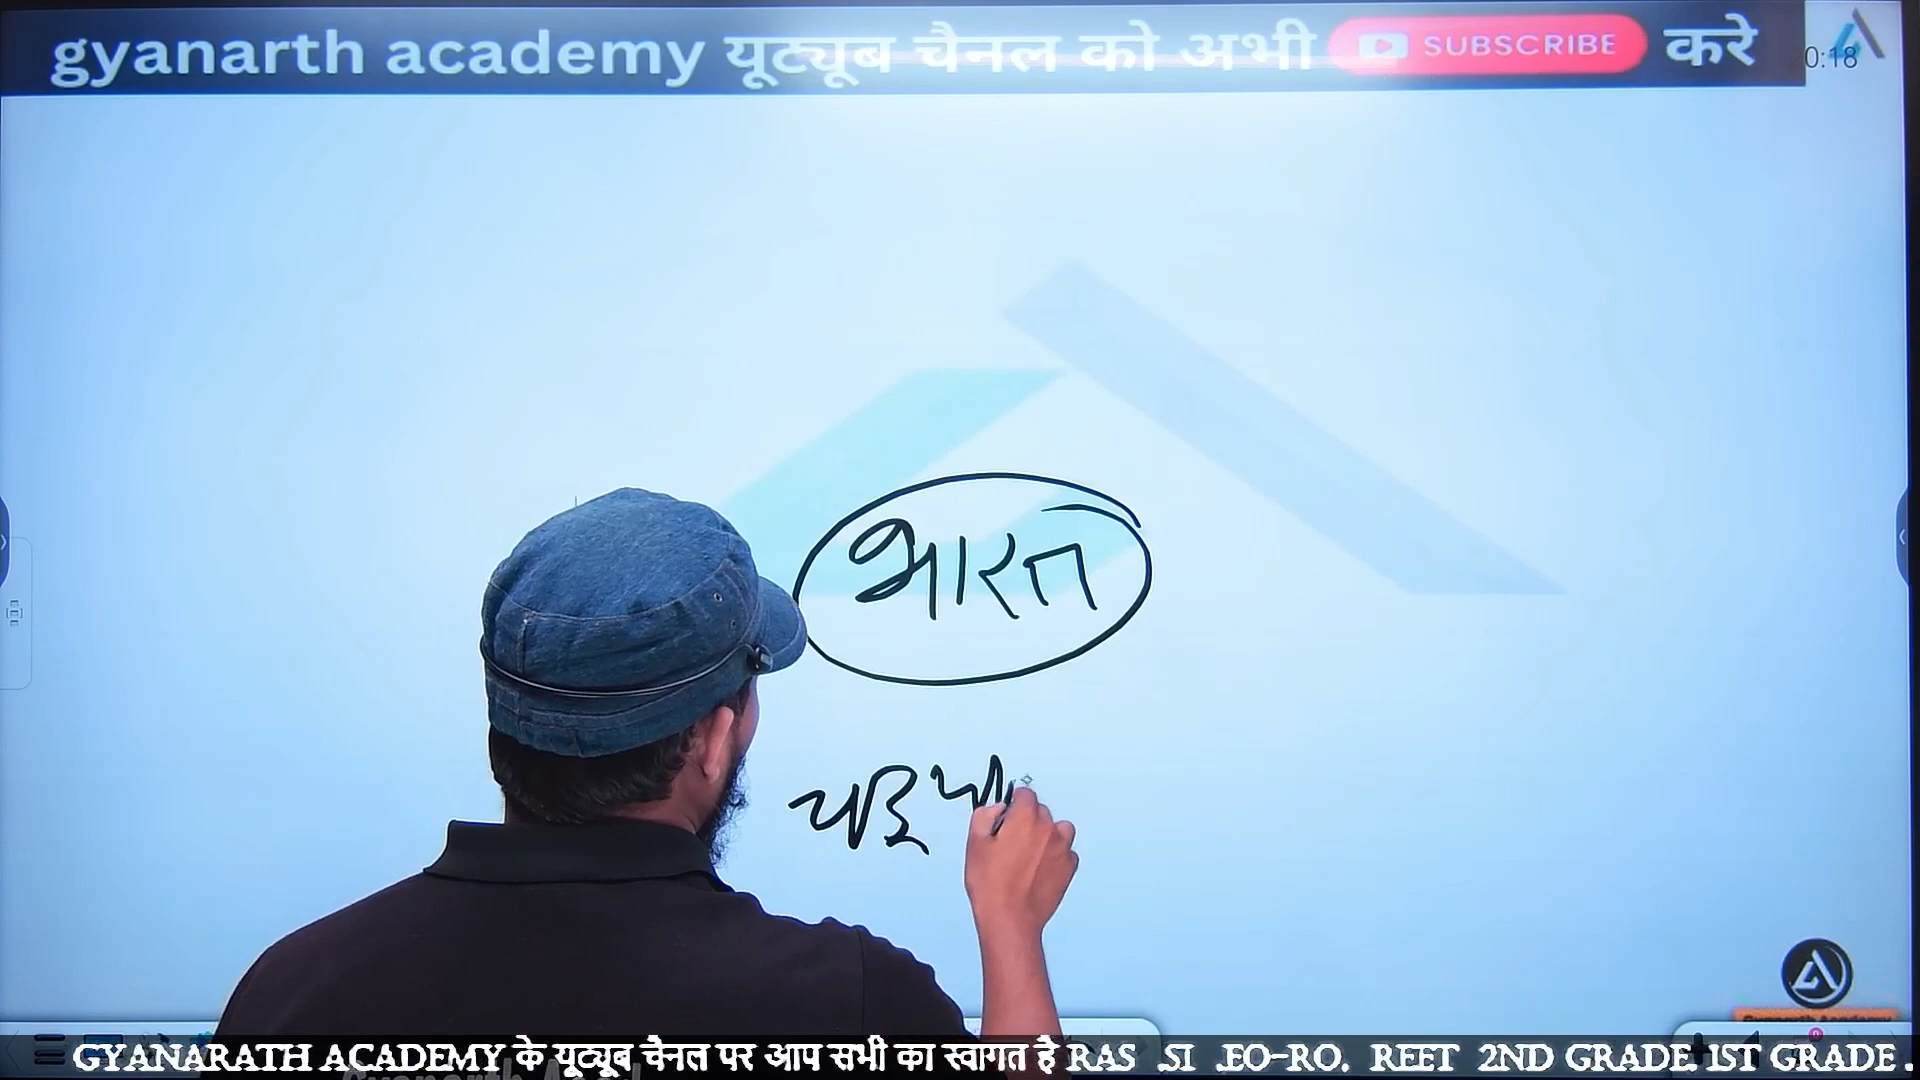 gyanarth academy यूट्यूब चैनल को अभी SUBSCRIBE करे
0:18
भारत
GYANARATH ACADEMY के यूट्यूब चैनल पर आप सभी का स्वागत है RAS .SI .EO-RO. REET 2ND GRADE. 1ST GRADE .